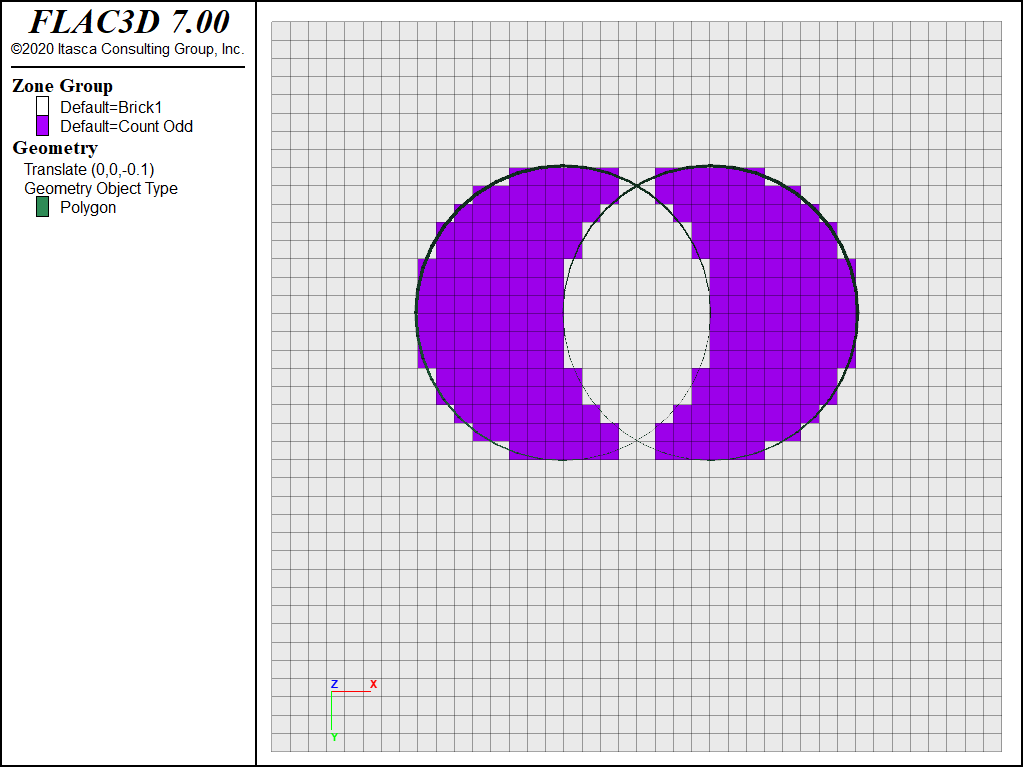 FLAC3D 7.00
©2020 Itasca Consulting Group, Inc.
Zone Group
Default=Brick1
Default=Count Odd
Geometry
Translate (0,0,-0.1)
Geometry Object Type
Polygon
Z X
Y